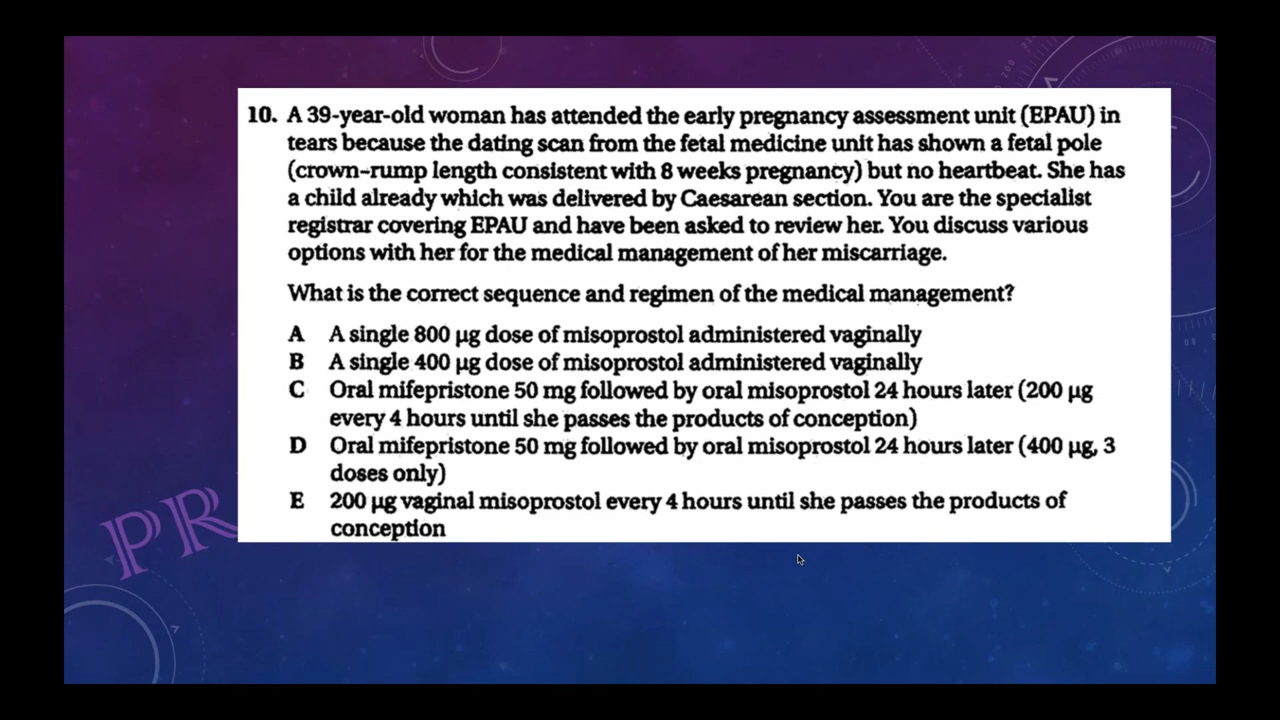 10. A 39-year-old woman has attended the early pregnancy assessment unit (EPAU) in
tears because the dating scan from the fetal medicine unit has shown a fetal pole
(crown–rump length consistent with 8 weeks pregnancy) but no heartbeat. She has
a child already which was delivered by Caesarean section. You are the specialist
registrar covering EPAU and have been asked to review her. You discuss various
options with her for the medical management of her miscarriage.
What is the correct sequence and regimen of the medical management?
A A single 800 µg dose of misoprostol administered vaginally
B A single 400 µg dose of misoprostol administered vaginally
C Oral mifepristone 50 mg followed by oral misoprostol 24 hours later (200 µg
every 4 hours until she passes the products of conception)
D Oral mifepristone 50 mg followed by oral misoprostol 24 hours later (400 µg, 3
doses only)
E 200 µg vaginal misoprostol every 4 hours until she passes the products of
conception
PR